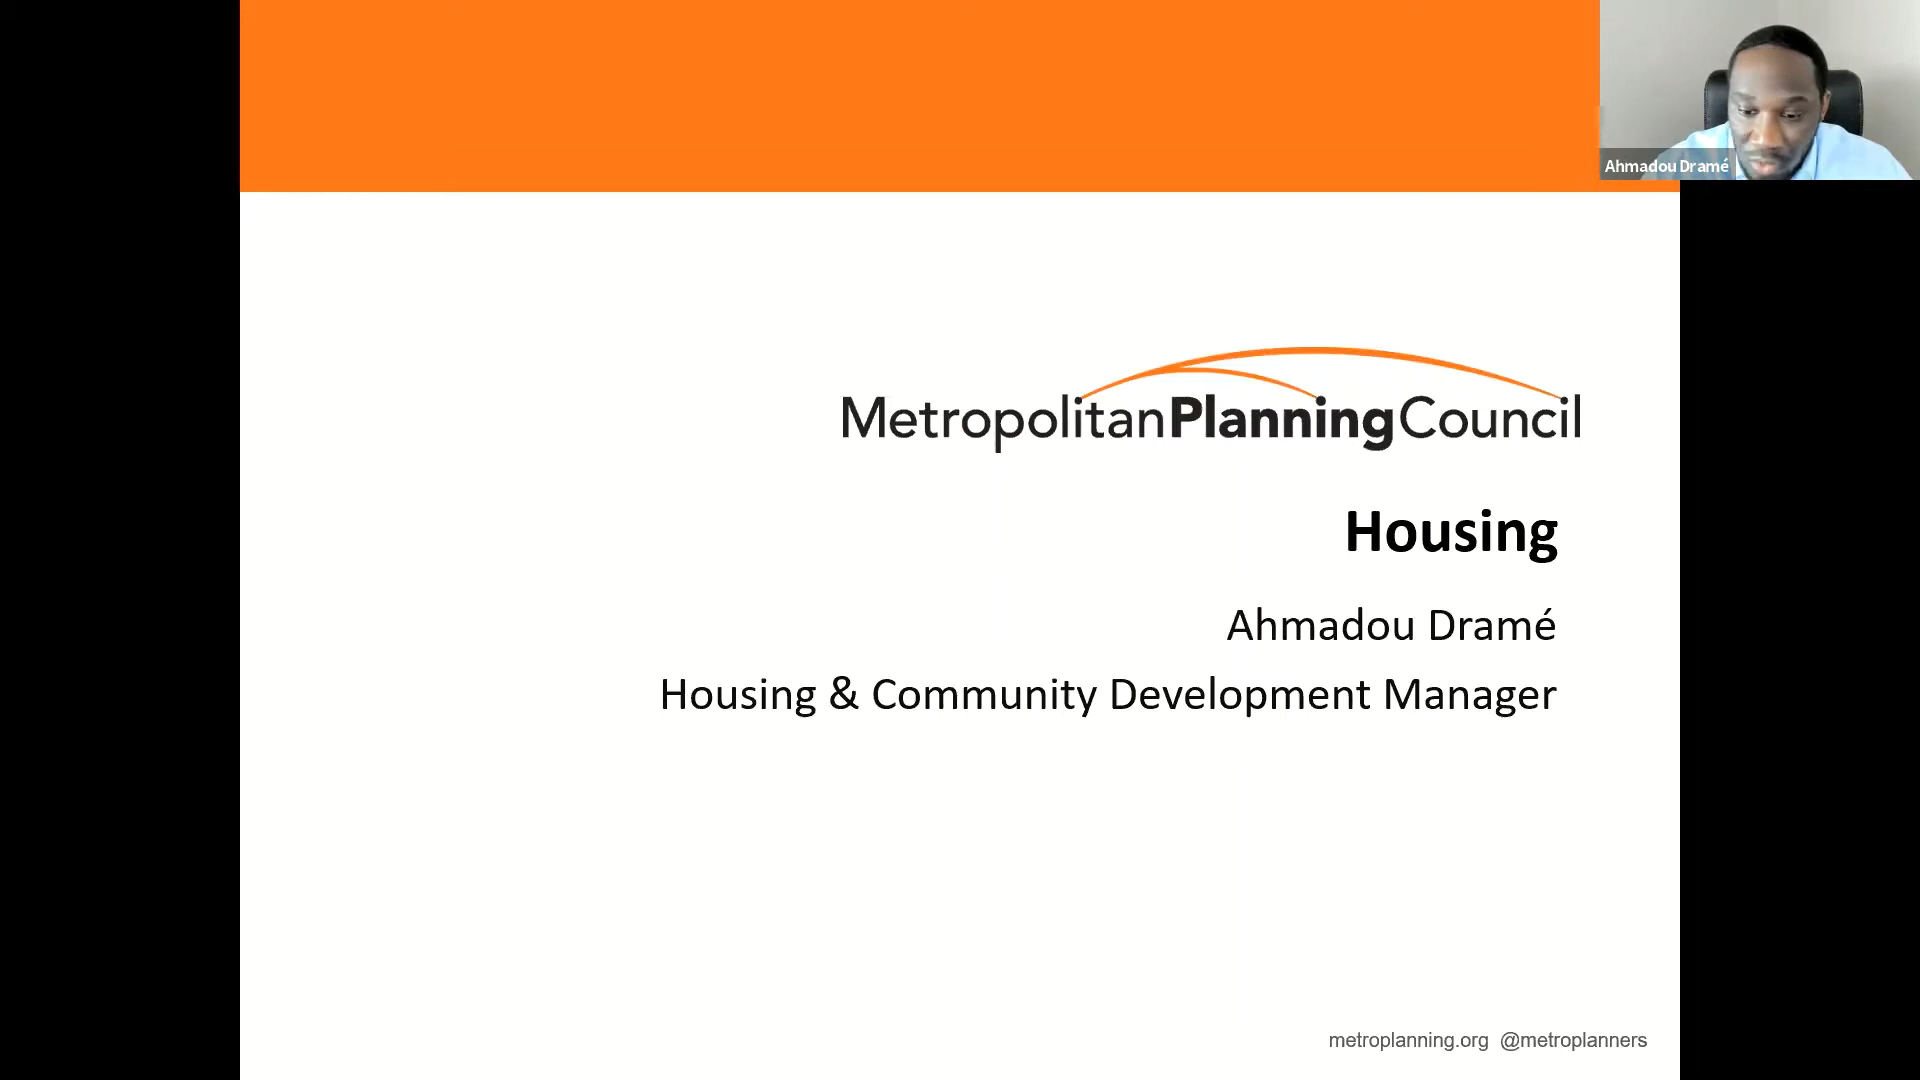 Ahmadou Dramé
MetropolitanPlanningCouncil
Housing
Ahmadou Dramé
Housing & Community Development Manager
metroplanning.org @metroplanners